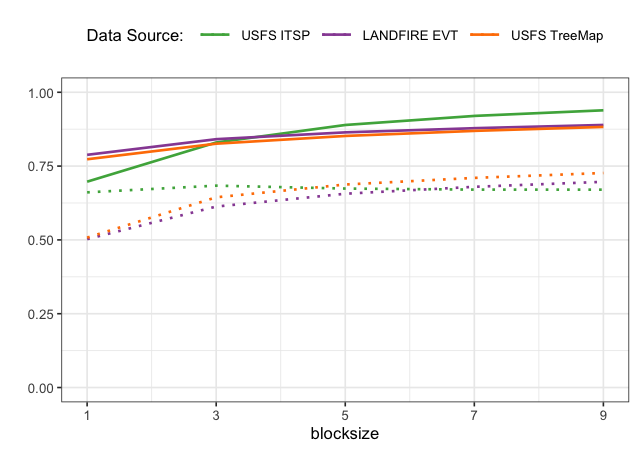 Data Source: USFS ITSP LANDFIRE EVT USFS TreeMap
1.00
0.75
0.50
0.25
0.00
1 3 5 7 9
blocksize